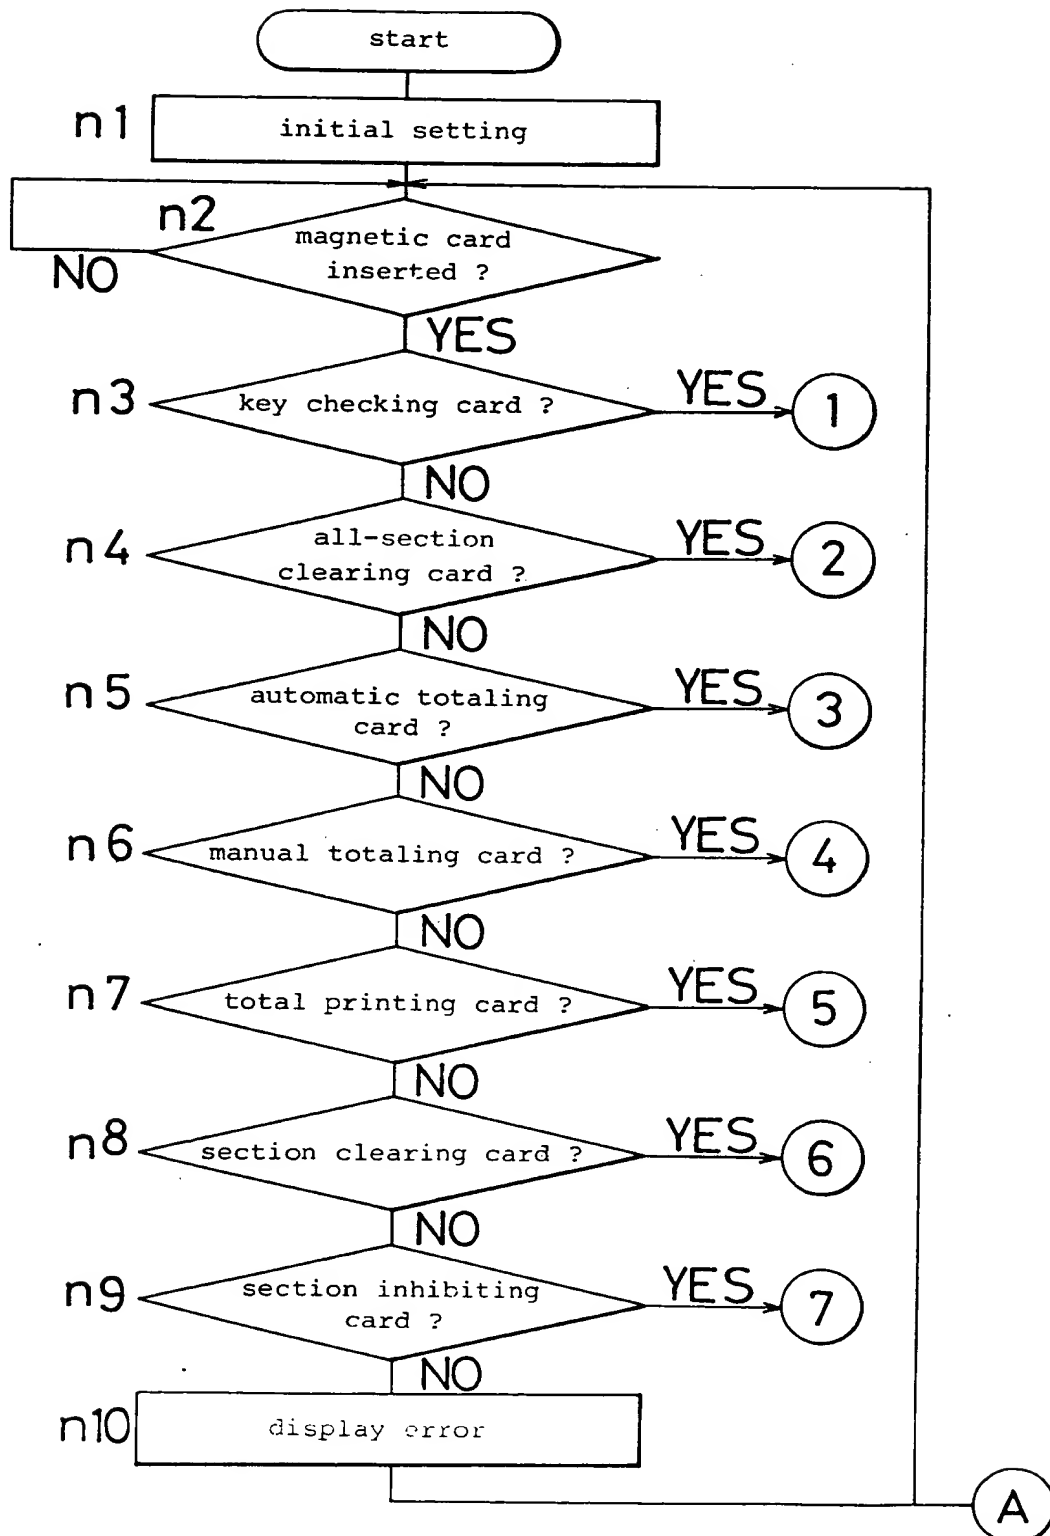 start
n1
initial setting
n2
magnetic card
inserted ?
NO
YES
n3
key checking card ?
YES
1
NO
n4
all-section
clearing card ?
YES
2
NO
n5
automatic totaling
card ?
YES
3
NO
n6
manual totaling card ?
YES
4
NO
n7
total printing card ?
YES
5
NO
n8
section clearing card ?
YES
6
NO
n9
section inhibiting
card ?
YES
7
NO
n10
display error
A